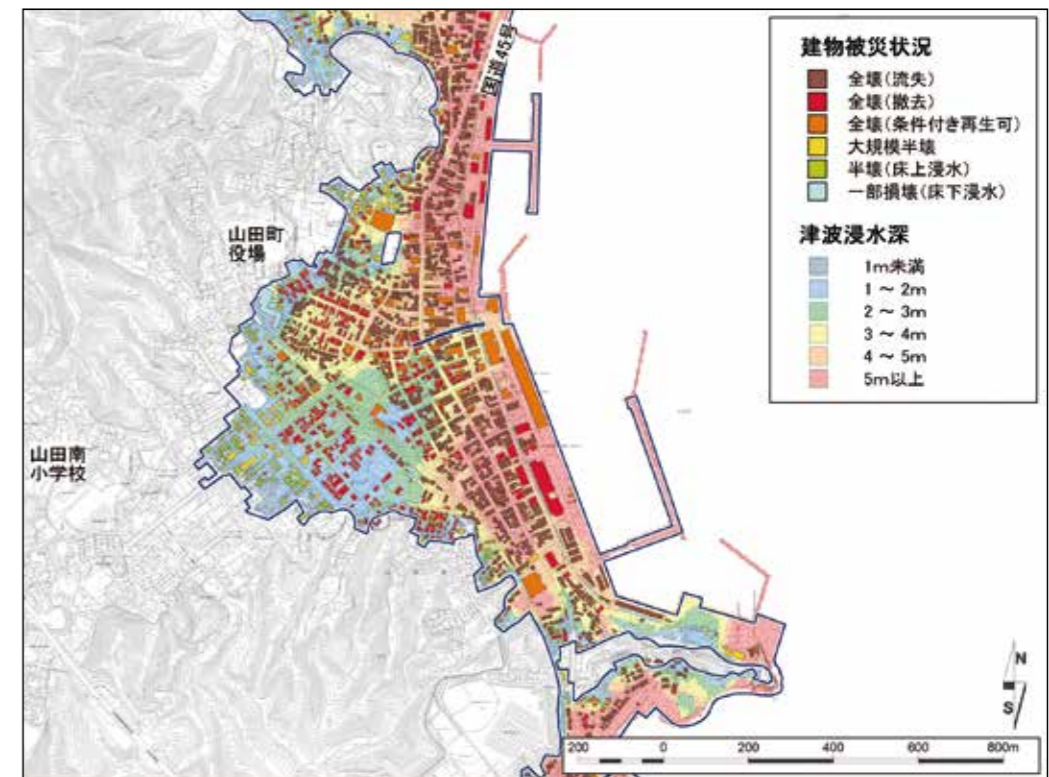 国道45号
建物被災状況
全壊(流失)
全壊(撤去)
全壊(条件付き再生可)
大規模半壊
半壊(床上浸水)
一部損壊(床下浸水)
津波浸水深
1m未満
1 ~ 2m
2 ~ 3m
3 ~ 4m
4 ~ 5m
5m以上
山田町
役場
山田南
小学校
N
S
200 0 200 400 600 800m